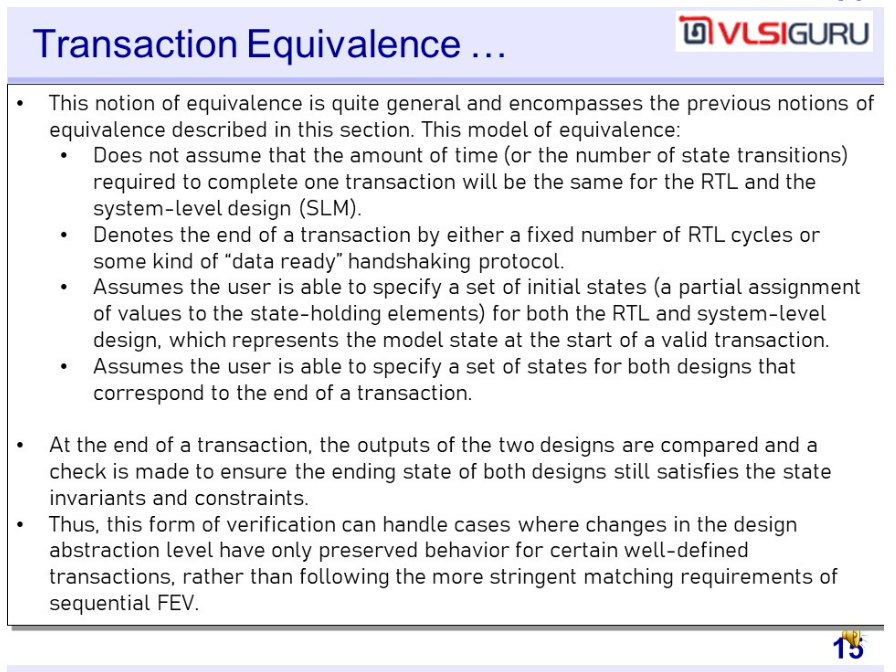 Transaction Equivalence …
VLSIGURU
• This notion of equivalence is quite general and encompasses the previous notions of
equivalence described in this section. This model of equivalence:
• Does not assume that the amount of time (or the number of state transitions)
required to complete one transaction will be the same for the RTL and the
system-level design (SLM).
• Denotes the end of a transaction by either a fixed number of RTL cycles or
some kind of “data ready” handshaking protocol.
• Assumes the user is able to specify a set of initial states (a partial assignment
of values to the state-holding elements) for both the RTL and system-level
design, which represents the model state at the start of a valid transaction.
• Assumes the user is able to specify a set of states for both designs that
correspond to the end of a transaction.
• At the end of a transaction, the outputs of the two designs are compared and a
check is made to ensure the ending state of both designs still satisfies the state
invariants and constraints.
• Thus, this form of verification can handle cases where changes in the design
abstraction level have only preserved behavior for certain well-defined
transactions, rather than following the more stringent matching requirements of
sequential FEV.
15